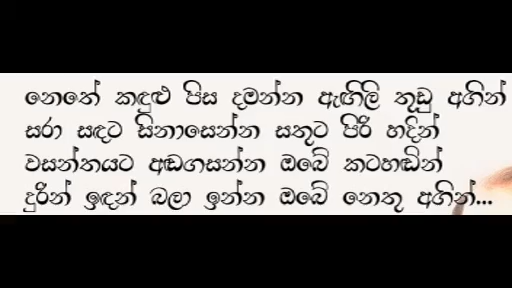 නෙතේ කඳුළු පිස දමන්න ඇඟිලි තුඩු අගින්
සරා සඳට සිනාසෙන්න සතුට පිරි හදින්
වසන්තයට අඬගසන්න ඔබේ කටහඬින්
දුරින් ඉඳන් බලා ඉන්න ඔබේ නෙතු අගින්...